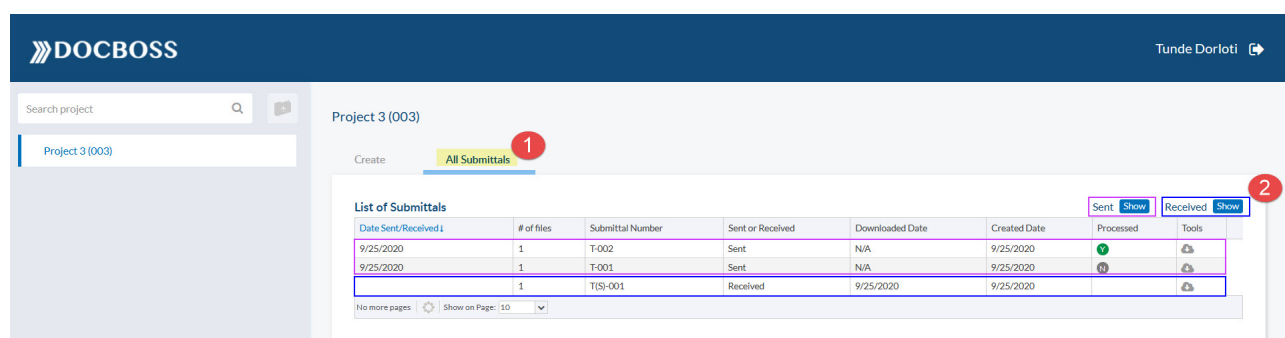 DOCBOSS
Tunde Dorloti
Search project
Project 3 (003)
Project 3 (003)
Create
All Submittals
1
2
List of Submittals
Sent Show Received Show
Date Sent/Received↓ # of files Submittal Number Sent or Received Downloaded Date Created Date Processed Tools
9/25/2020 1 T-002 Sent N/A 9/25/2020 Y
9/25/2020 1 T-001 Sent N/A 9/25/2020 N
1 T(S)-001 Received 9/25/2020 9/25/2020
No more pages Show on Page: 10